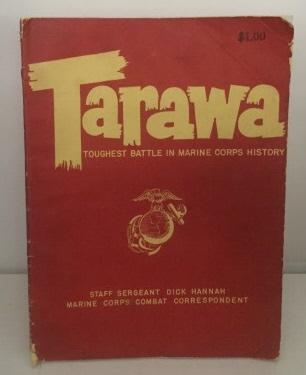 $1.00
Tarawa
TOUGHEST BATTLE IN MARINE CORPS HISTORY
STAFF SERGEANT DICK HANNAH
MARINE CORPS COMBAT CORRESPONDENT